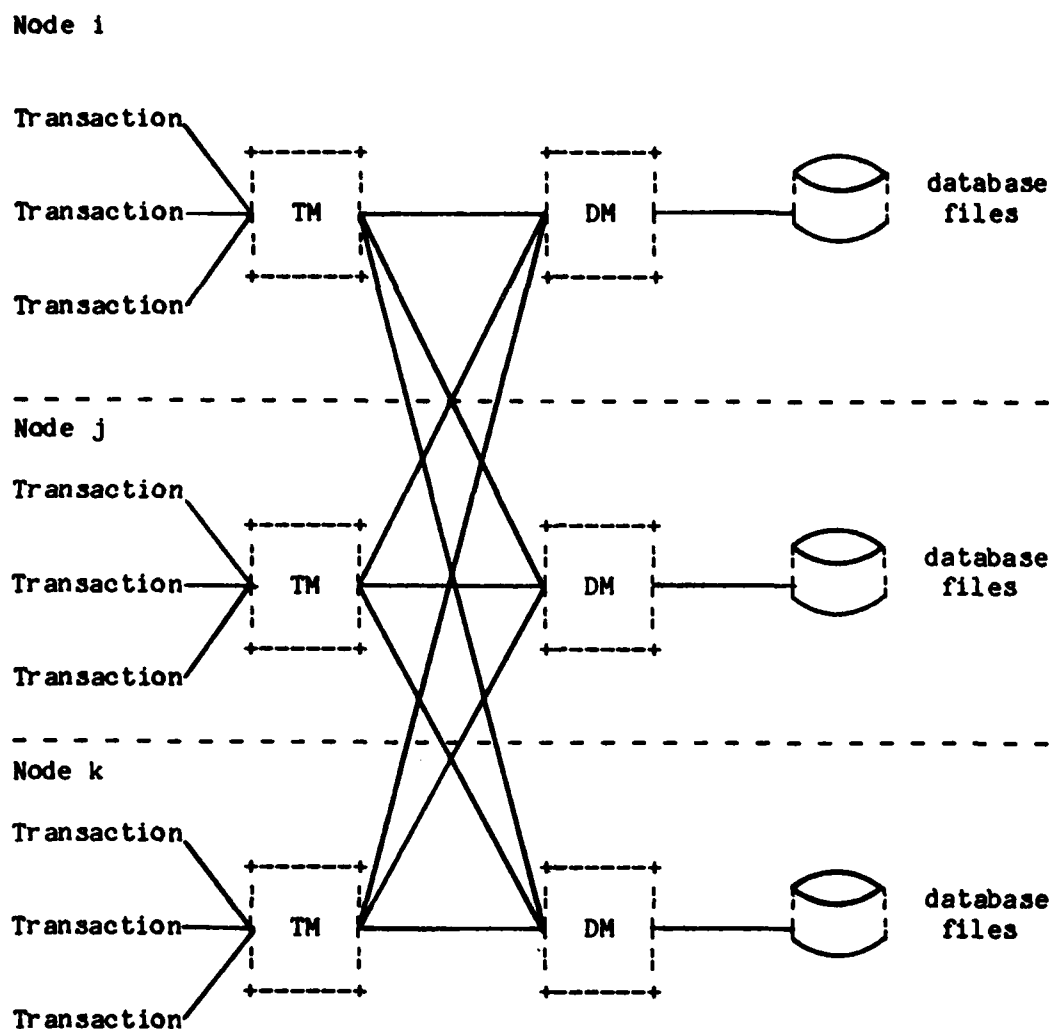 Node i
Transaction
Transaction
Transaction
TM
DM
database
files
Node j
Transaction
Transaction
Transaction
TM
DM
database
files
Node k
Transaction
Transaction
Transaction
TM
DM
database
files